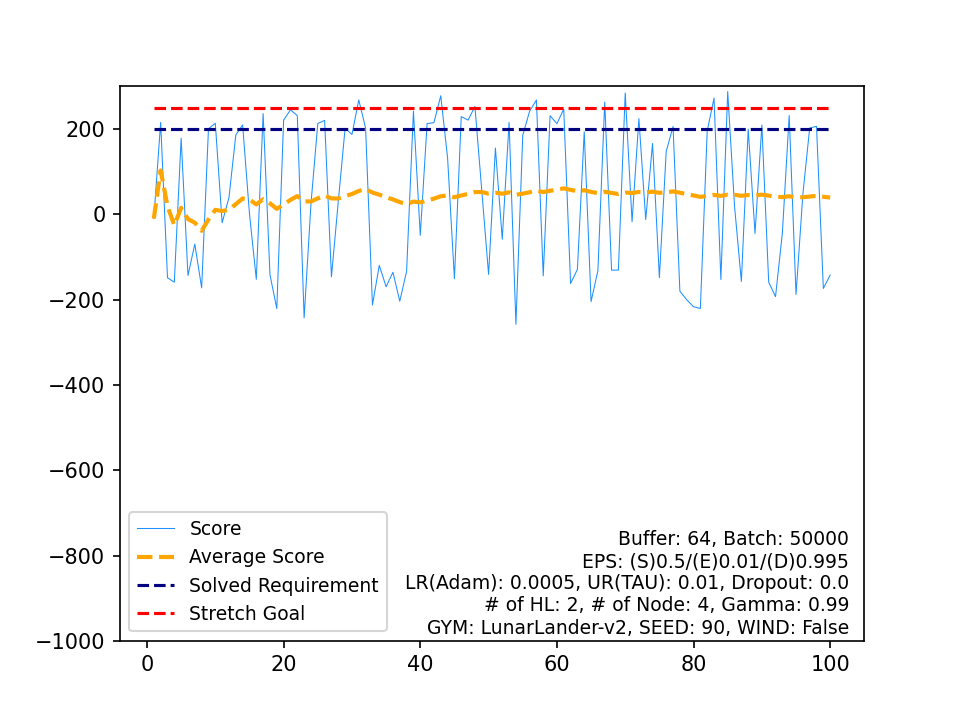 200
0
−200
−400
−600
−800
−1000
0
20
40
60
80
100
Score
Average Score
Solved Requirement
Stretch Goal
Buffer: 64, Batch: 50000
EPS: (S)0.5/(E)0.01/(D)0.995
LR(Adam): 0.0005, UR(TAU): 0.01, Dropout: 0.0
# of HL: 2, # of Node: 4, Gamma: 0.99
GYM: LunarLander-v2, SEED: 90, WIND: False